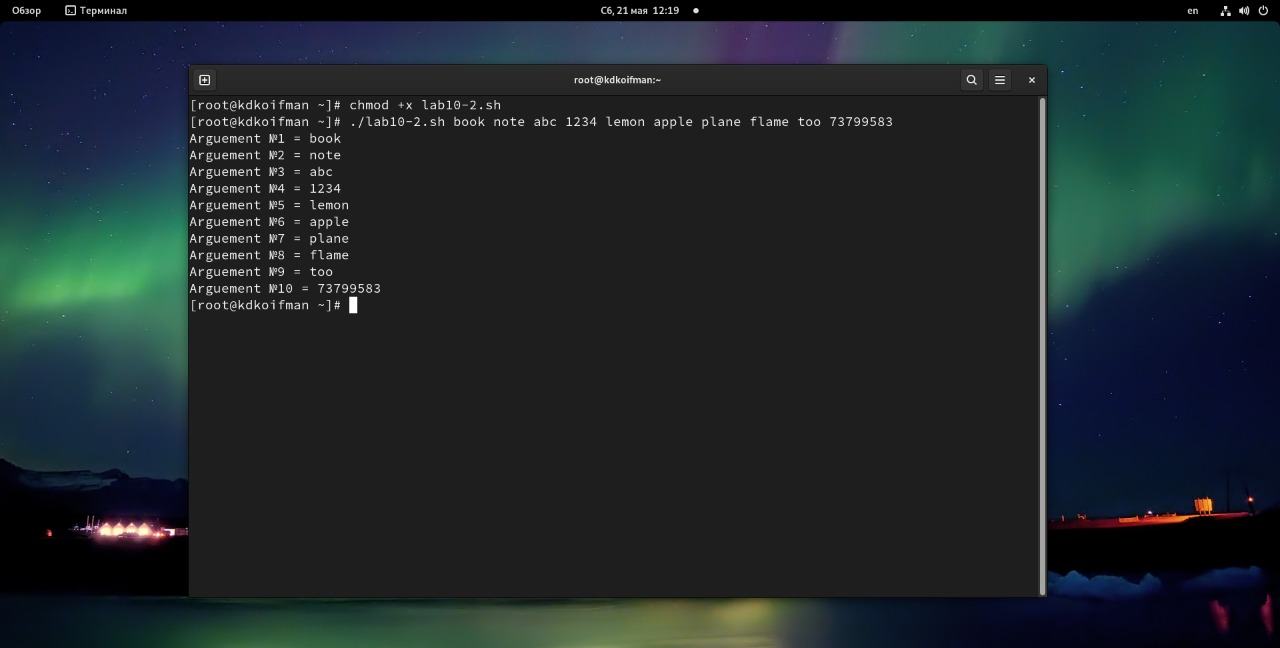 Обзор Терминал Сб, 21 мая 12:19 en
root@kdkoifman:~
[root@kdkoifman ~]# chmod +x lab10-2.sh
[root@kdkoifman ~]# ./lab10-2.sh book note abc 1234 lemon apple plane flame too 73799583
Arguement №1 = book
Arguement №2 = note
Arguement №3 = abc
Arguement №4 = 1234
Arguement №5 = lemon
Arguement №6 = apple
Arguement №7 = plane
Arguement №8 = flame
Arguement №9 = too
Arguement №10 = 73799583
[root@kdkoifman ~]#